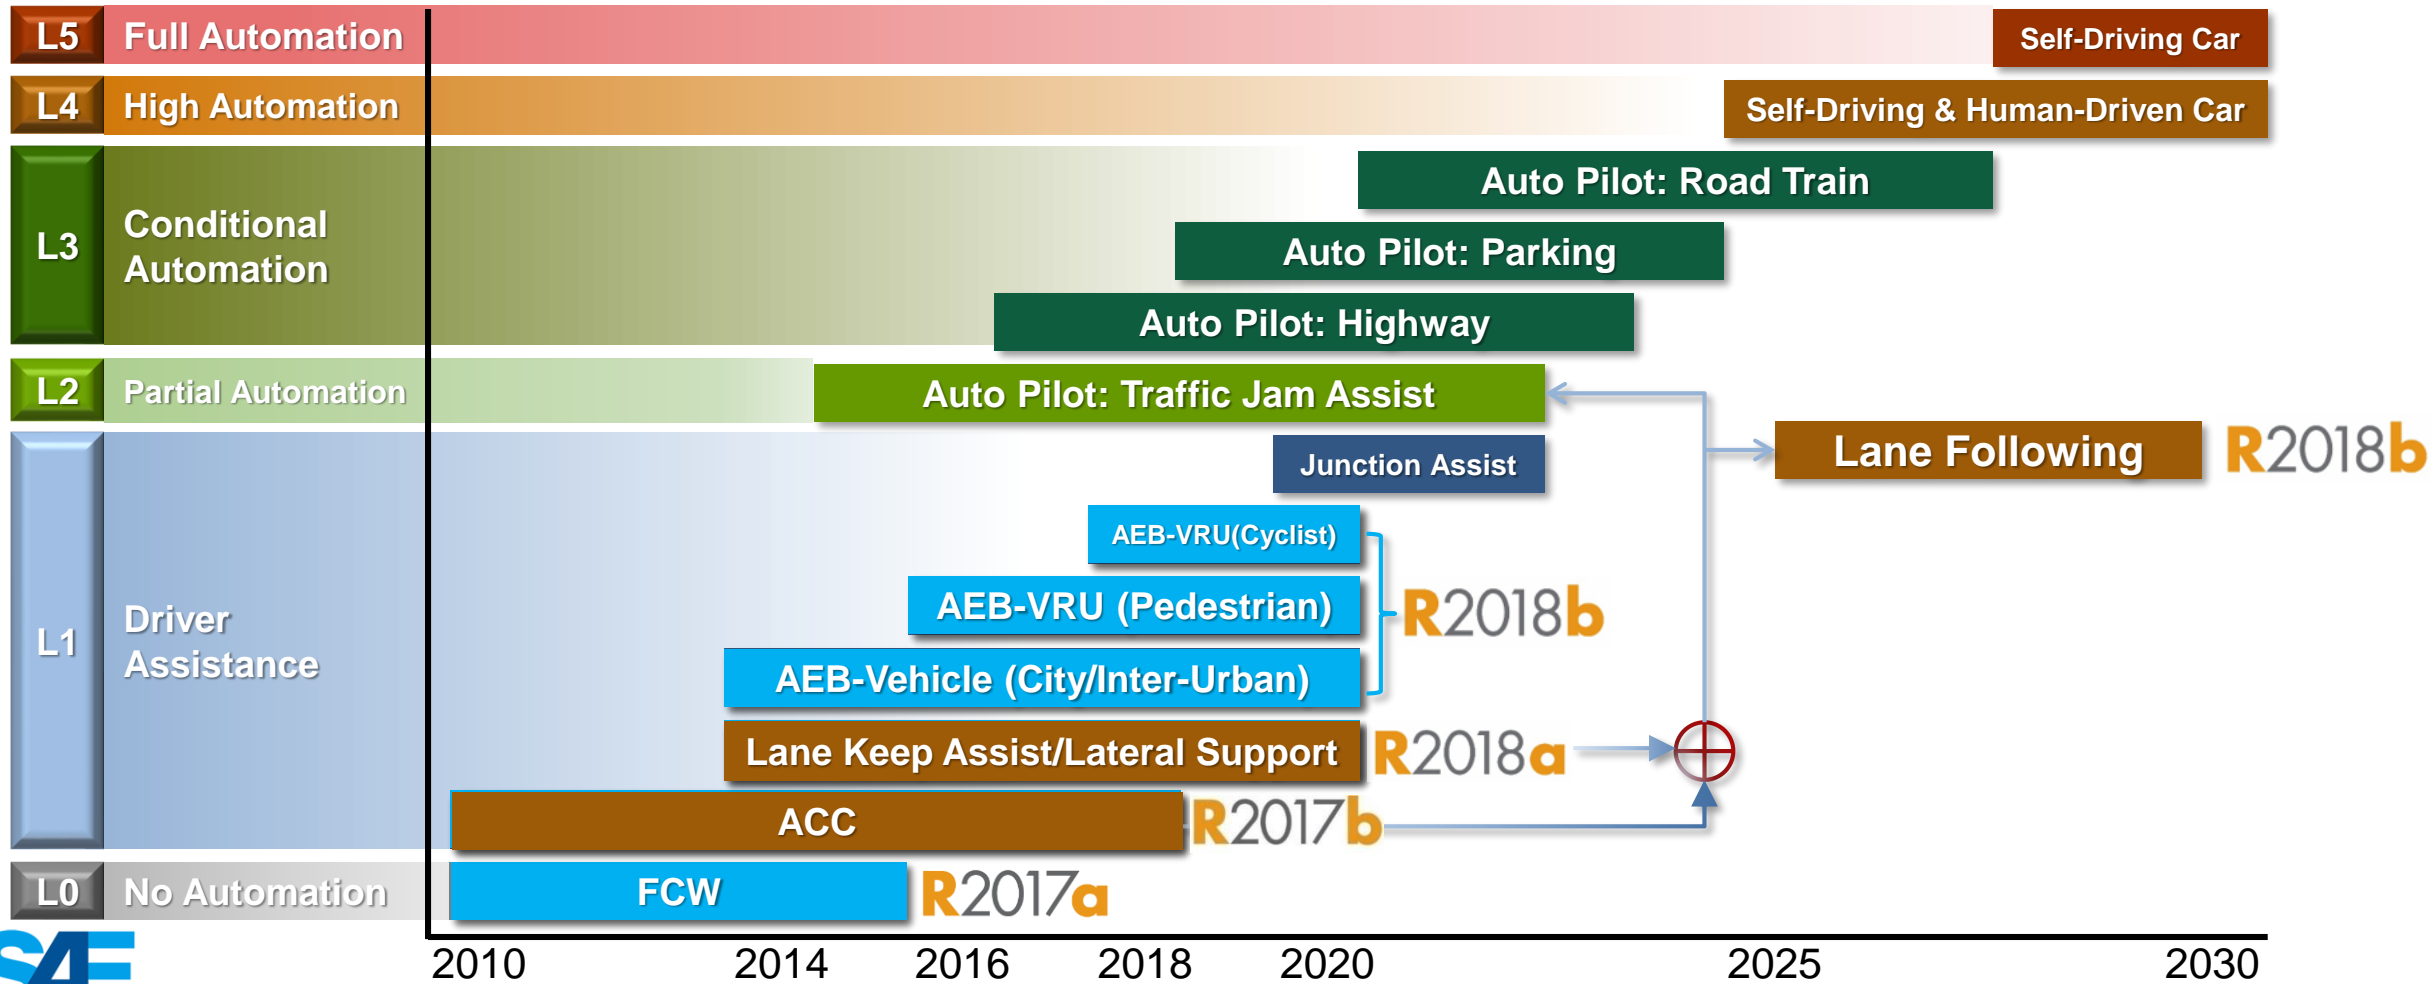 L5 Full Automation Self-Driving Car
L4 High Automation Self-Driving & Human-Driven Car
Auto Pilot: Road Train
L3 Conditional
Automation
Auto Pilot: Parking
Auto Pilot: Highway
L2 Partial Automation Auto Pilot: Traffic Jam Assist
Junction Assist
Lane Following R2018b
AEB-VRU(Cyclist)
AEB-VRU (Pedestrian) R2018b
L1 Driver
Assistance
AEB-Vehicle (City/Inter-Urban)
Lane Keep Assist/Lateral Support R2018a
ACC R2017b
L0 No Automation FCW R2017a
SAE
2010 2014 2016 2018 2020 2025 2030